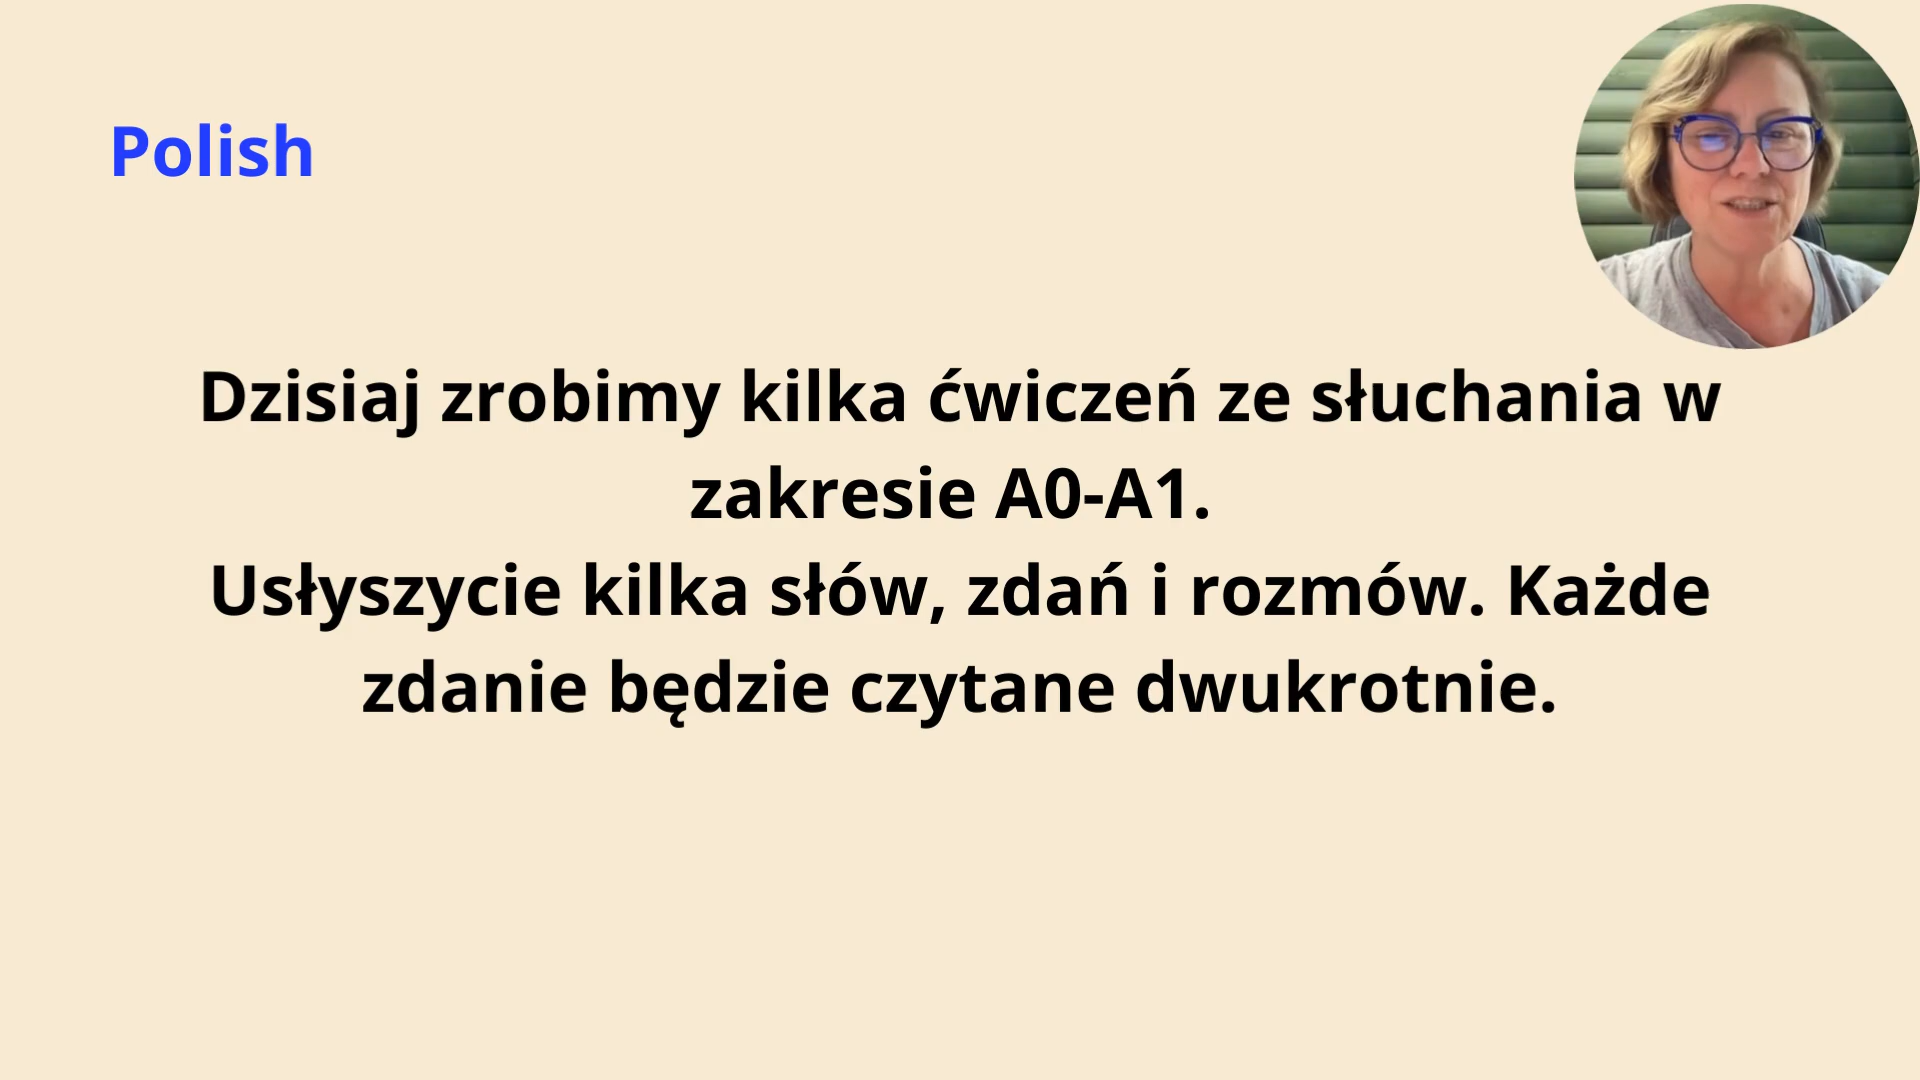 Polish
Dzisiaj zrobimy kilka ćwiczeń ze słuchania w
zakresie A0-A1.
Usłyszycie kilka słów, zdań i rozmów. Każde
zdanie będzie czytane dwukrotnie.